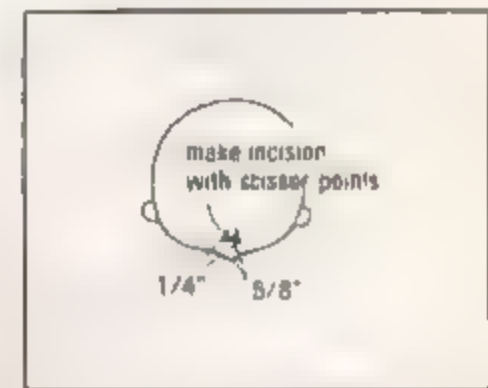 make incision
with scissor points
1/4" 5/8"